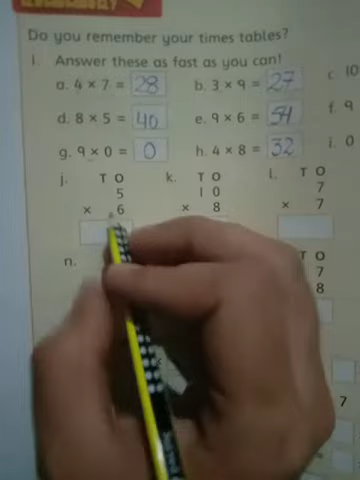 Do you remember your times tables?
1. Answer these as fast as you can!
a. 4 × 7 = 28 b. 3 × 9 = 27 c. 10
d. 8 × 5 = 40 e. 9 × 6 = 54 f. 9
g. 9 × 0 = 0 h. 4 × 8 = 32 i. 0
j. T O k. T O l. T O
5 1 0 7
× 6 × 8 × 7
n. T O
7
8
7